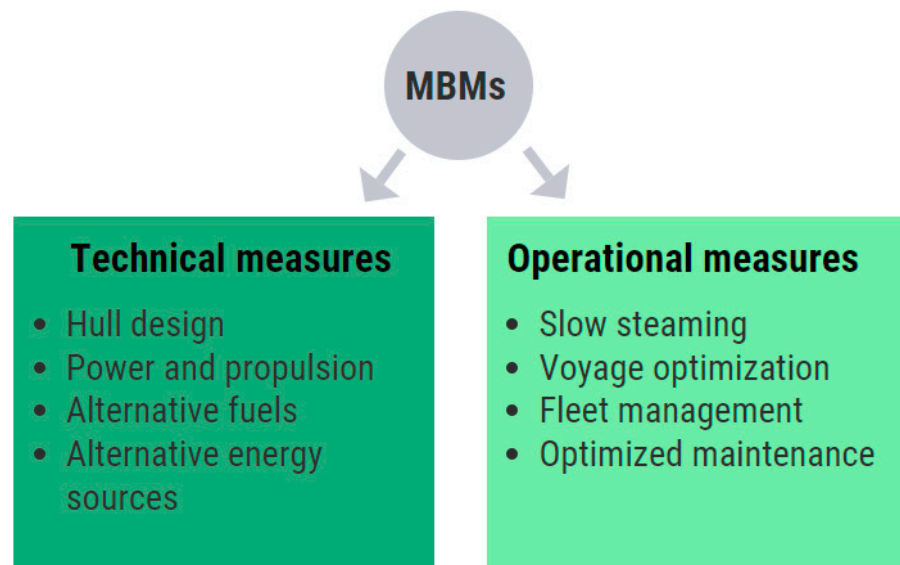 MBMs
Technical measures
• Hull design
• Power and propulsion
• Alternative fuels
• Alternative energy
sources
Operational measures
• Slow steaming
• Voyage optimization
• Fleet management
• Optimized maintenance